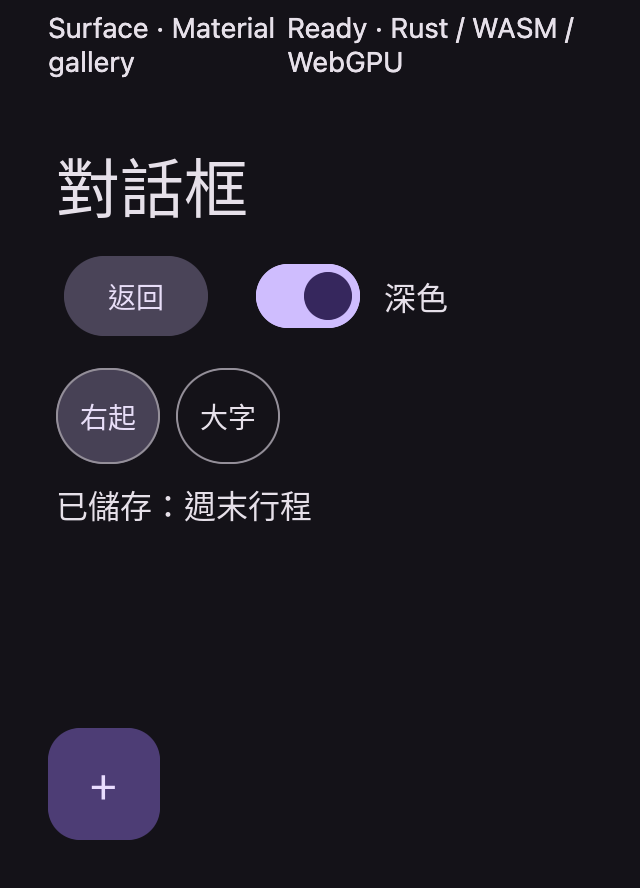 Surface · Material gallery
Ready · Rust / WASM / WebGPU
對話框
返回
深色
右起
大字
已儲存：週末行程
+